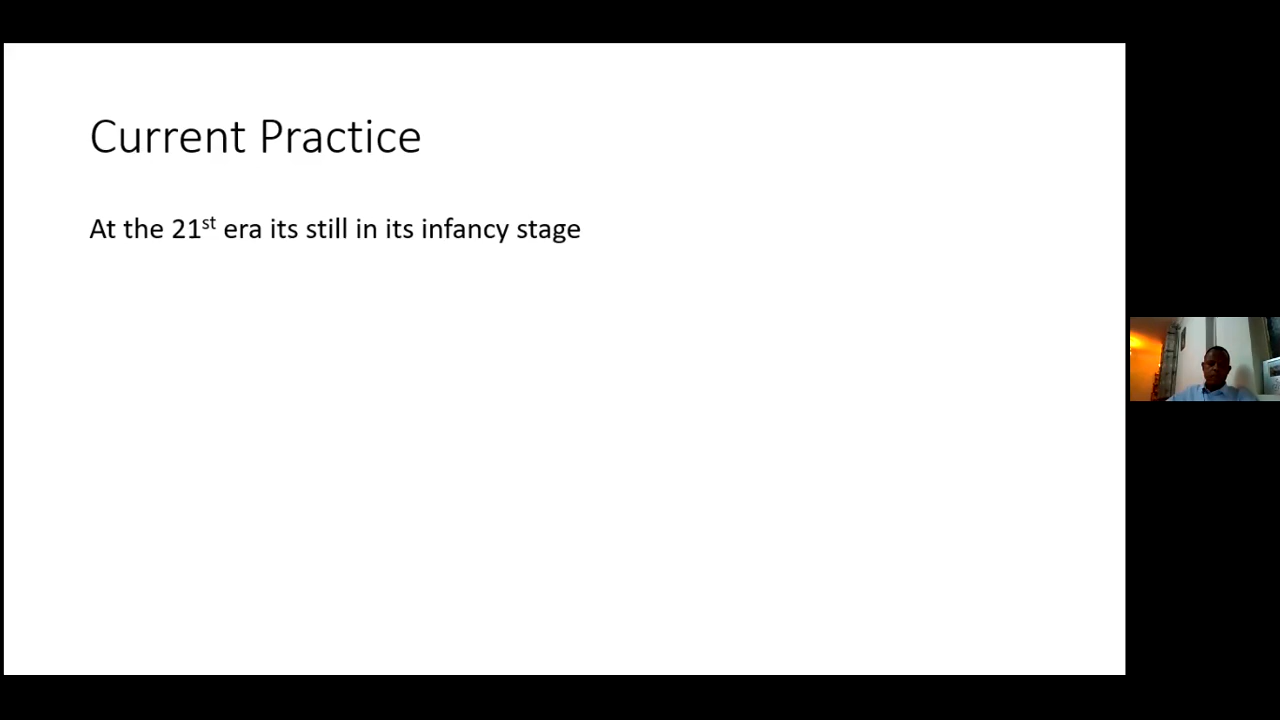 Current Practice
At the 21st era its still in its infancy stage